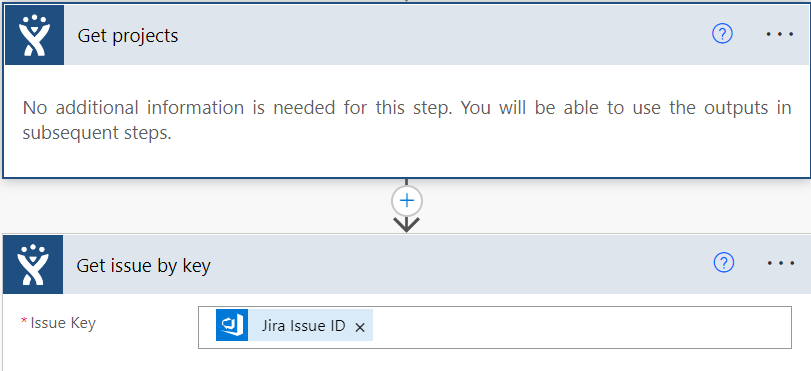 Get projects
No additional information is needed for this step. You will be able to use the outputs in
subsequent steps.
Get issue by key
* Issue Key
Jira Issue ID ×